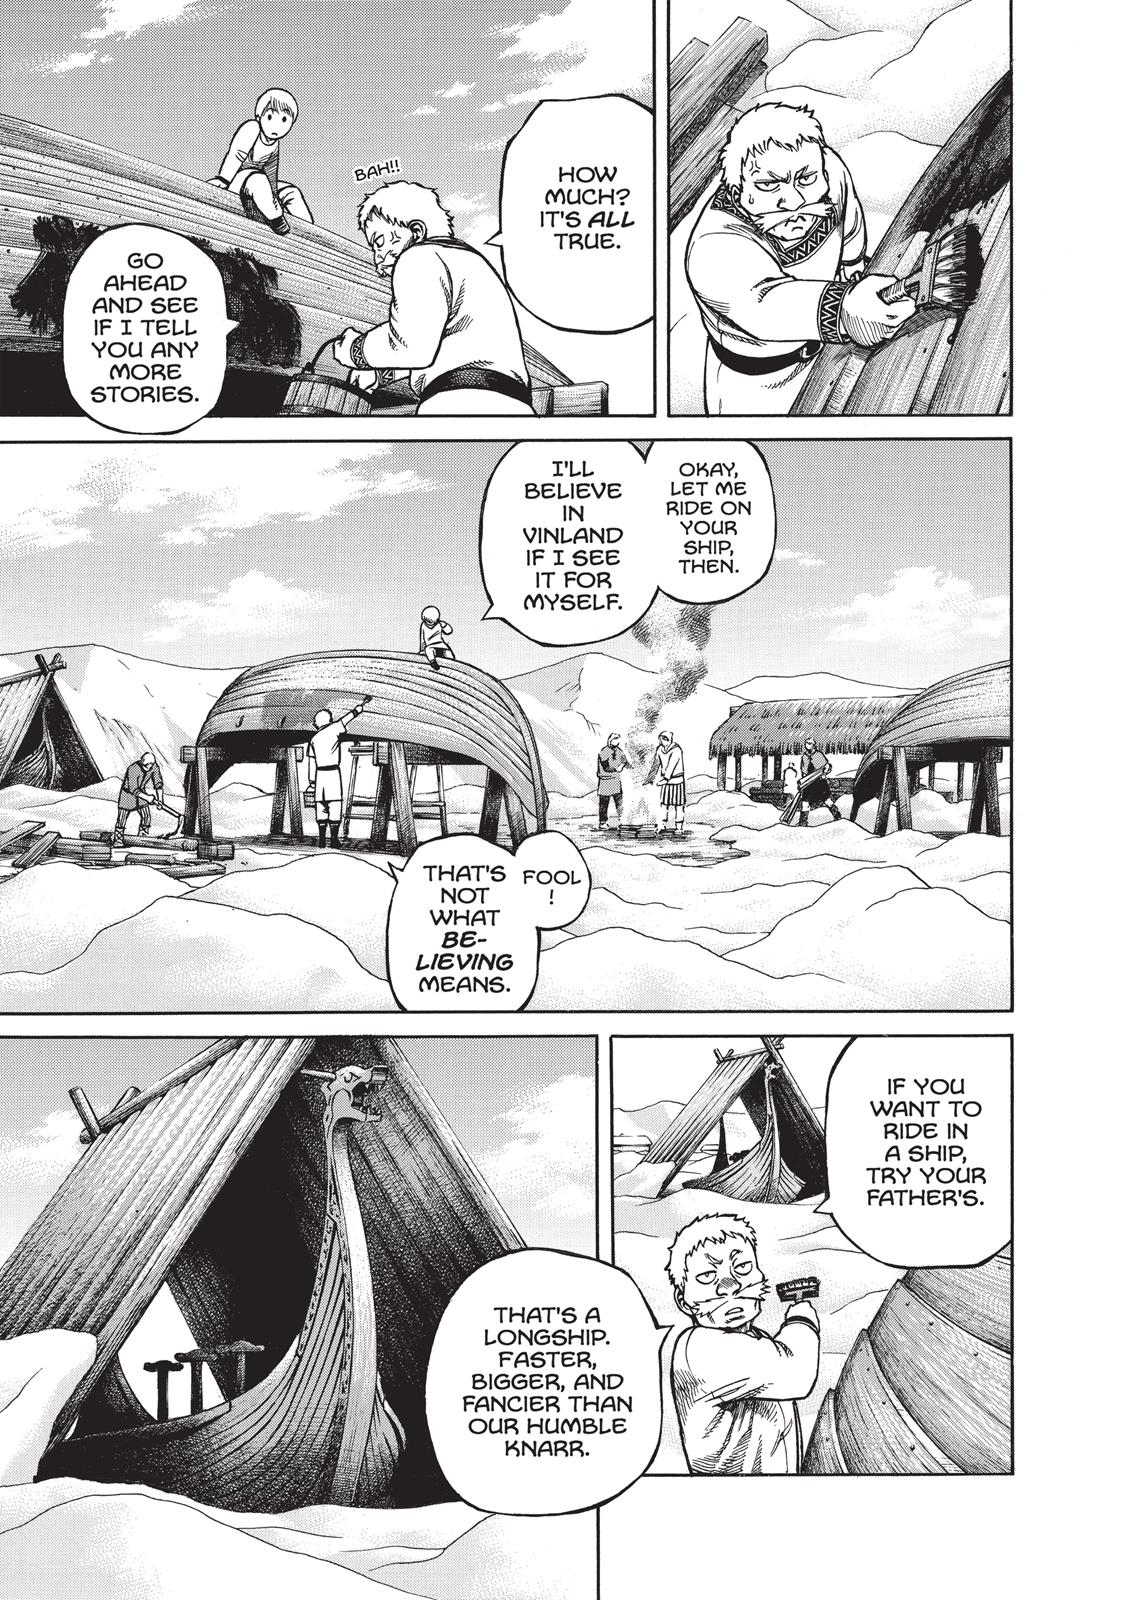 HOW
MUCH?
IT'S ALL
TRUE.
BAH!!
GO
AHEAD
AND SEE
IF I TELL
YOU ANY
MORE
STORIES.
OKAY,
LET ME
RIDE ON
YOUR
SHIP,
THEN.
I'LL
BELIEVE
IN
VINLAND
IF I SEE
IT FOR
MYSELF.
FOOL
!
THAT'S
NOT
WHAT
BE-
LIEVING
MEANS.
IF YOU
WANT TO
RIDE IN
A SHIP,
TRY YOUR
FATHER'S.
THAT'S A
LONGSHIP.
FASTER,
BIGGER, AND
FANCIER THAN
OUR HUMBLE
KNARR.